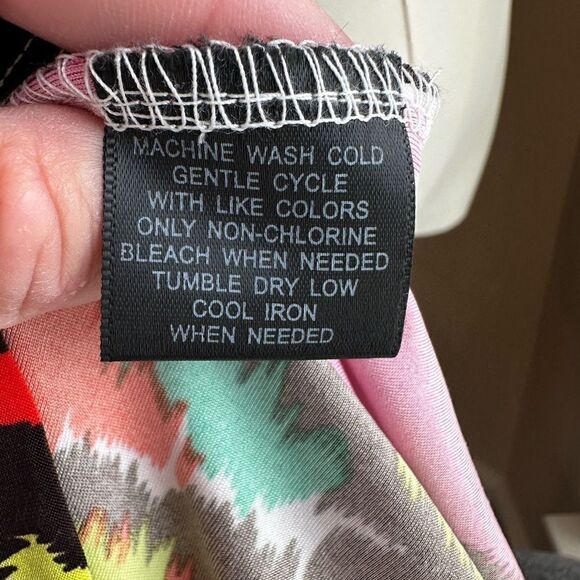 MACHINE WASH COLD
GENTLE CYCLE
WITH LIKE COLORS
ONLY NON-CHLORINE
BLEACH WHEN NEEDED
TUMBLE DRY LOW
COOL IRON
WHEN NEEDED